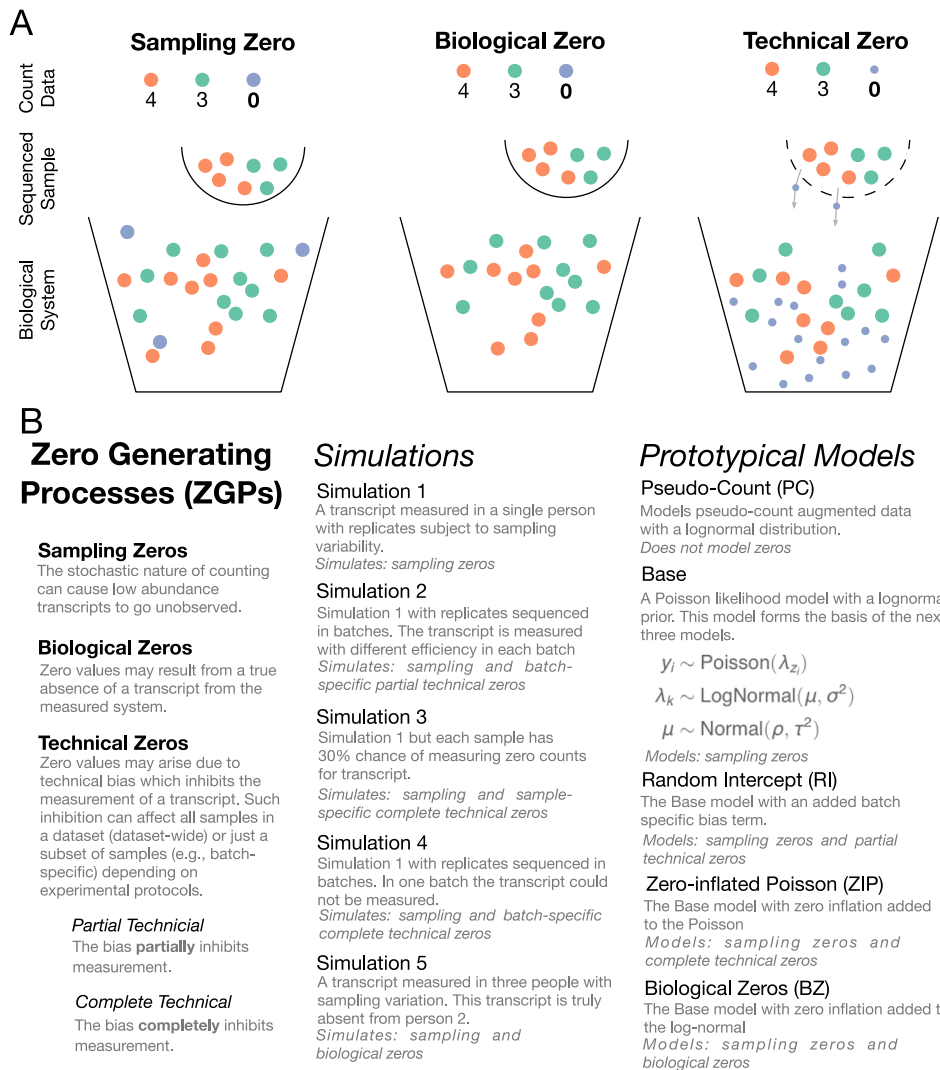 A
Sampling Zero
Biological Zero
Technical Zero
Count
Data
4 3 0
4 3 0
4 3 0
Sequenced
Sample
Biological
System
B
Zero Generating
Processes (ZGPs)
Sampling Zeros
The stochastic nature of counting
can cause low abundance
transcripts to go unobserved.
Biological Zeros
Zero values may result from a true
absence of a transcript from the
measured system.
Technical Zeros
Zero values may arise due to
technical bias which inhibits the
measurement of a transcript. Such
inhibition can affect all samples in
a dataset (dataset-wide) or just a
subset of samples (e.g., batch-
specific) depending on
experimental protocols.
Partial Technicial
The bias partially inhibits
measurement.
Complete Technical
The bias completely inhibits
measurement.
Simulations
Simulation 1
A transcript measured in a single person
with replicates subject to sampling
variability.
Simulates: sampling zeros
Simulation 2
Simulation 1 with replicates sequenced
in batches. The transcript is measured
with different efficiency in each batch
Simulates: sampling and batch-
specific partial technical zeros
Simulation 3
Simulation 1 but each sample has
30% chance of measuring zero counts
for transcript.
Simulates: sampling and sample-
specific complete technical zeros
Simulation 4
Simulation 1 with replicates sequenced in
batches. In one batch the transcript could
not be measured.
Simulates: sampling and batch-specific
complete technical zeros
Simulation 5
A transcript measured in three people with
sampling variation. This transcript is truly
absent from person 2.
Simulates: sampling and
biological zeros
Prototypical Models
Pseudo-Count (PC)
Models pseudo-count augmented data
with a lognormal distribution.
Does not model zeros
Base
A Poisson likelihood model with a lognorma
prior. This model forms the basis of the nex
three models.
y_i ∼ Poisson(λ_{z_i})
λ_k ∼ LogNormal(μ, σ²)
μ ∼ Normal(ρ, τ²)
Models: sampling zeros
Random Intercept (RI)
The Base model with an added batch
specific bias term.
Models: sampling zeros and partial
technical zeros
Zero-inflated Poisson (ZIP)
The Base model with zero inflation added
to the Poisson
Models: sampling zeros and
complete technical zeros
Biological Zeros (BZ)
The Base model with zero inflation added t
the log-normal
Models: sampling zeros and
biological zeros